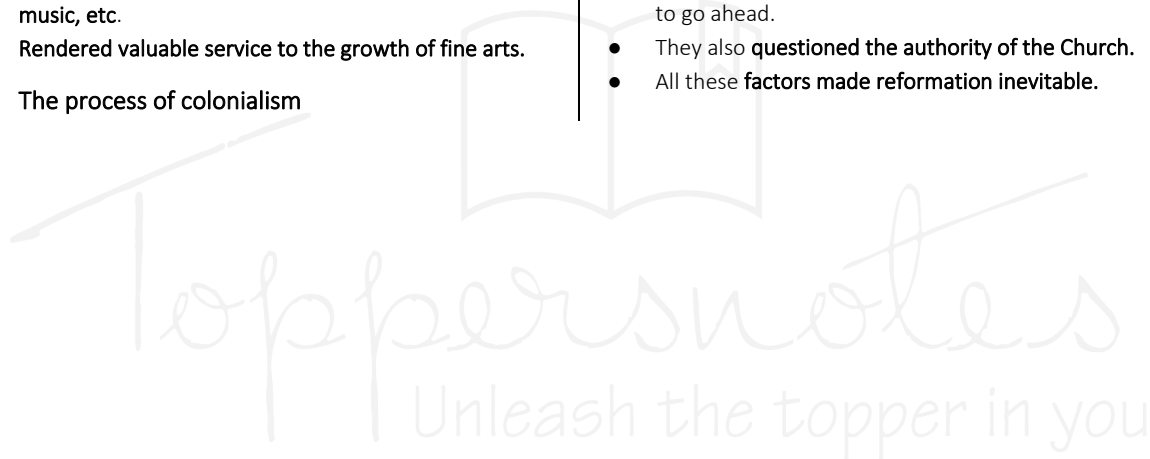 music, etc.
Rendered valuable service to the growth of fine arts.
The process of colonialism
to go ahead.
● They also questioned the authority of the Church.
● All these factors made reformation inevitable.
Toppersnotes
Unleash the topper in you